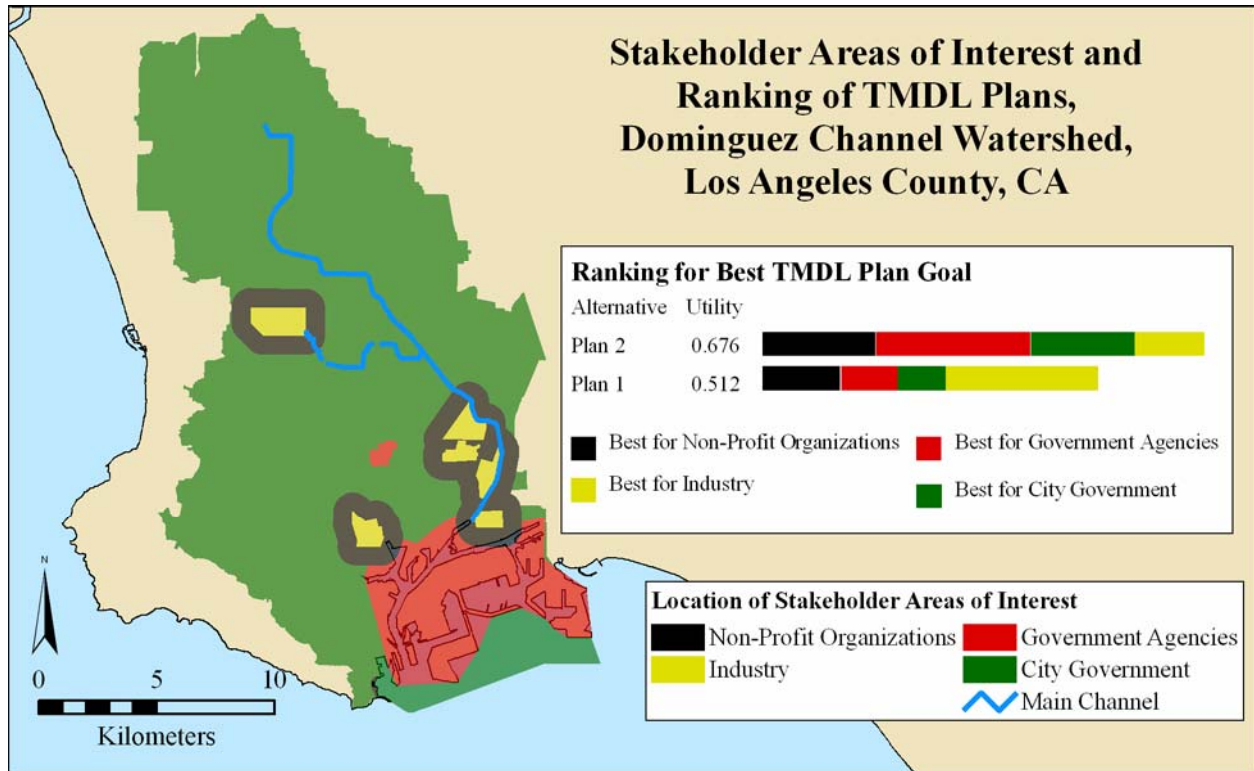 Stakeholder Areas of Interest and
Ranking of TMDL Plans,
Dominguez Channel Watershed,
Los Angeles County, CA
Ranking for Best TMDL Plan Goal
Alternative Utility
Plan 2 0.676
Plan 1 0.512
Best for Non-Profit Organizations Best for Government Agencies
Best for Industry Best for City Government
Location of Stakeholder Areas of Interest
Non-Profit Organizations Government Agencies
Industry City Government
Main Channel
N
0 5 10
Kilometers